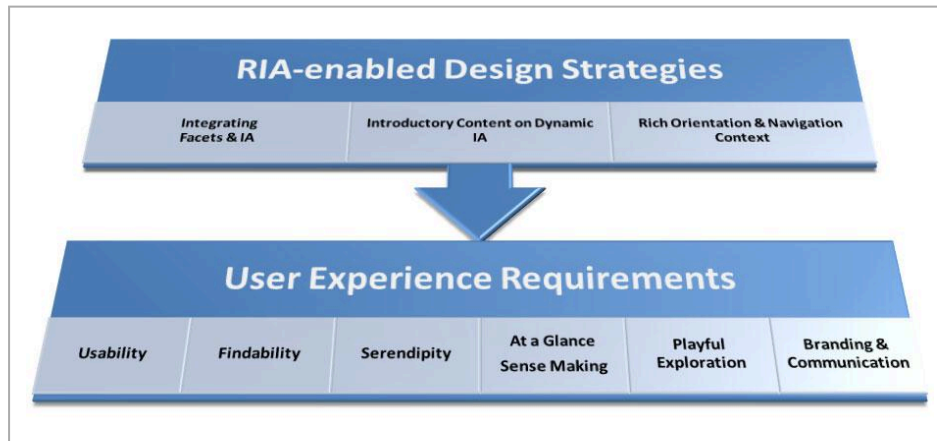 RIA-enabled Design Strategies
Integrating
Facets & IA
Introductory Content on Dynamic
IA
Rich Orientation & Navigation
Context
User Experience Requirements
Usability
Findability
Serendipity
At a Glance
Sense Making
Playful
Exploration
Branding &
Communication